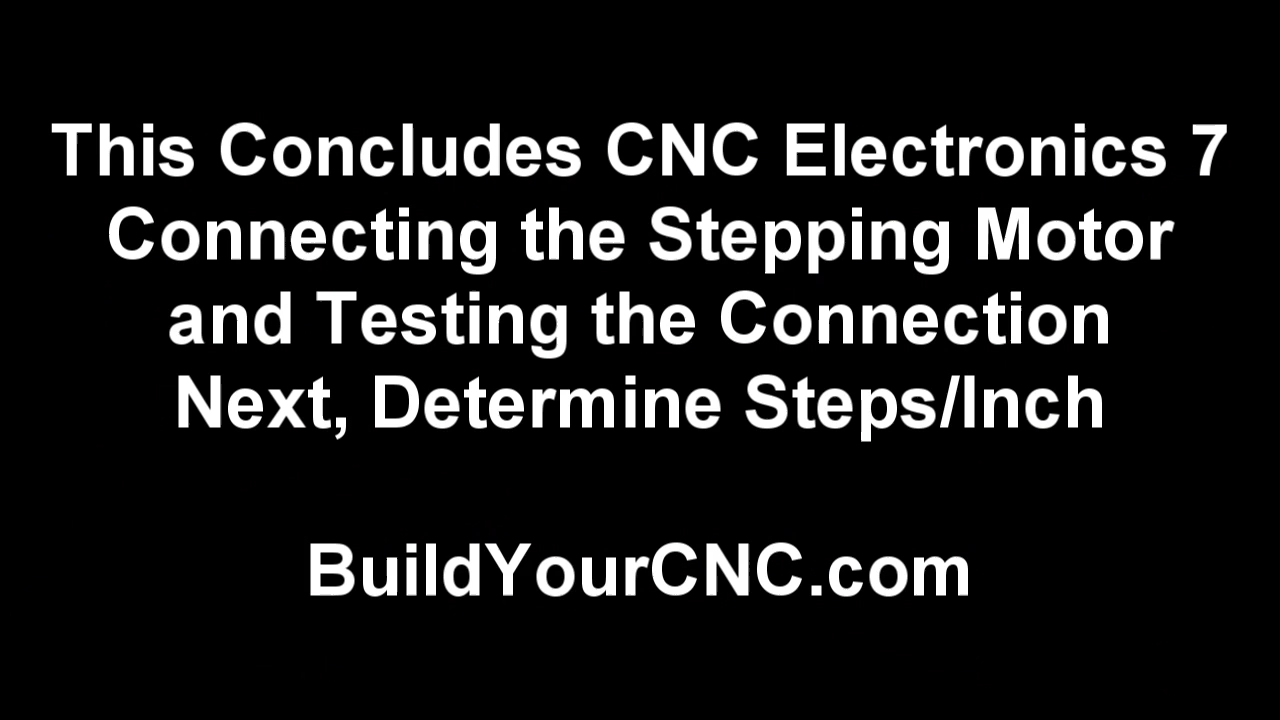 This Concludes CNC Electronics 7
Connecting the Stepping Motor
and Testing the Connection
Next, Determine Steps/Inch
BuildYourCNC.com